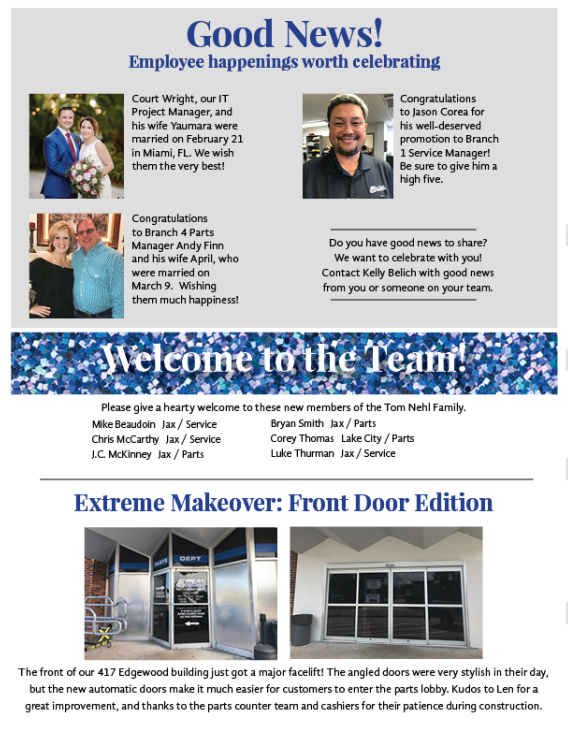 Good News!
Employee happenings worth celebrating
Court Wright, our IT
Project Manager, and
his wife Yaumara were
married on February 21
in Miami, FL. We wish
them the very best!
Congratulations
to Jason Corea for
his well-deserved
promotion to Branch
1 Service Manager!
Be sure to give him a
high five.
Congratulations
to Branch 4 Parts
Manager Andy Finn
and his wife April, who
were married on
March 9. Wishing
them much happiness!
Do you have good news to share?
We want to celebrate with you!
Contact Kelly Belich with good news
from you or someone on your team.
Welcome to the Team!
Please give a hearty welcome to these new members of the Tom Nehl Family.
Mike Beaudoin Jax / Service
Chris McCarthy Jax / Service
J.C. McKinney Jax / Parts
Bryan Smith Jax / Parts
Corey Thomas Lake City / Parts
Luke Thurman Jax / Service
Extreme Makeover: Front Door Edition
PARTS DEPT
The front of our 417 Edgewood building just got a major facelift! The angled doors were very stylish in their day,
but the new automatic doors make it much easier for customers to enter the parts lobby. Kudos to Len for a
great improvement, and thanks to the parts counter team and cashiers for their patience during construction.